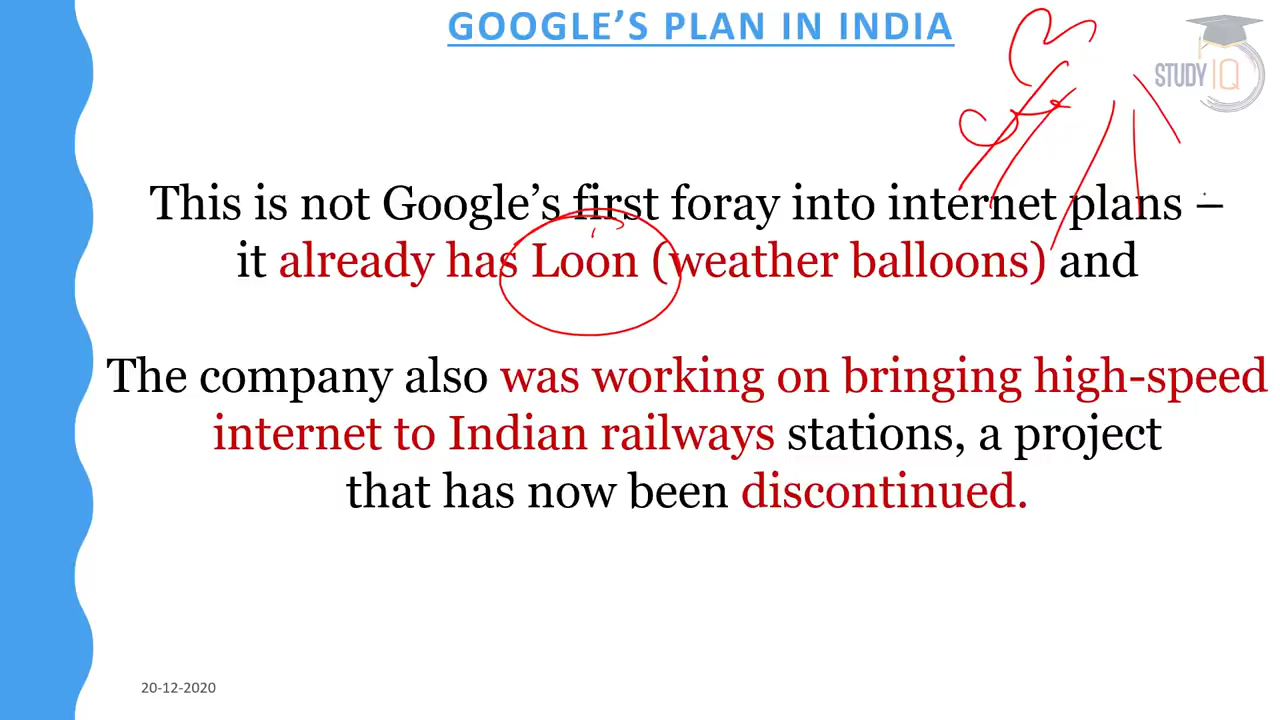 GOOGLE’S PLAN IN INDIA
STUDY IQ
This is not Google’s first foray into internet plans –
it already has Loon (weather balloons) and
The company also was working on bringing high-speed
internet to Indian railways stations, a project
that has now been discontinued.
20-12-2020